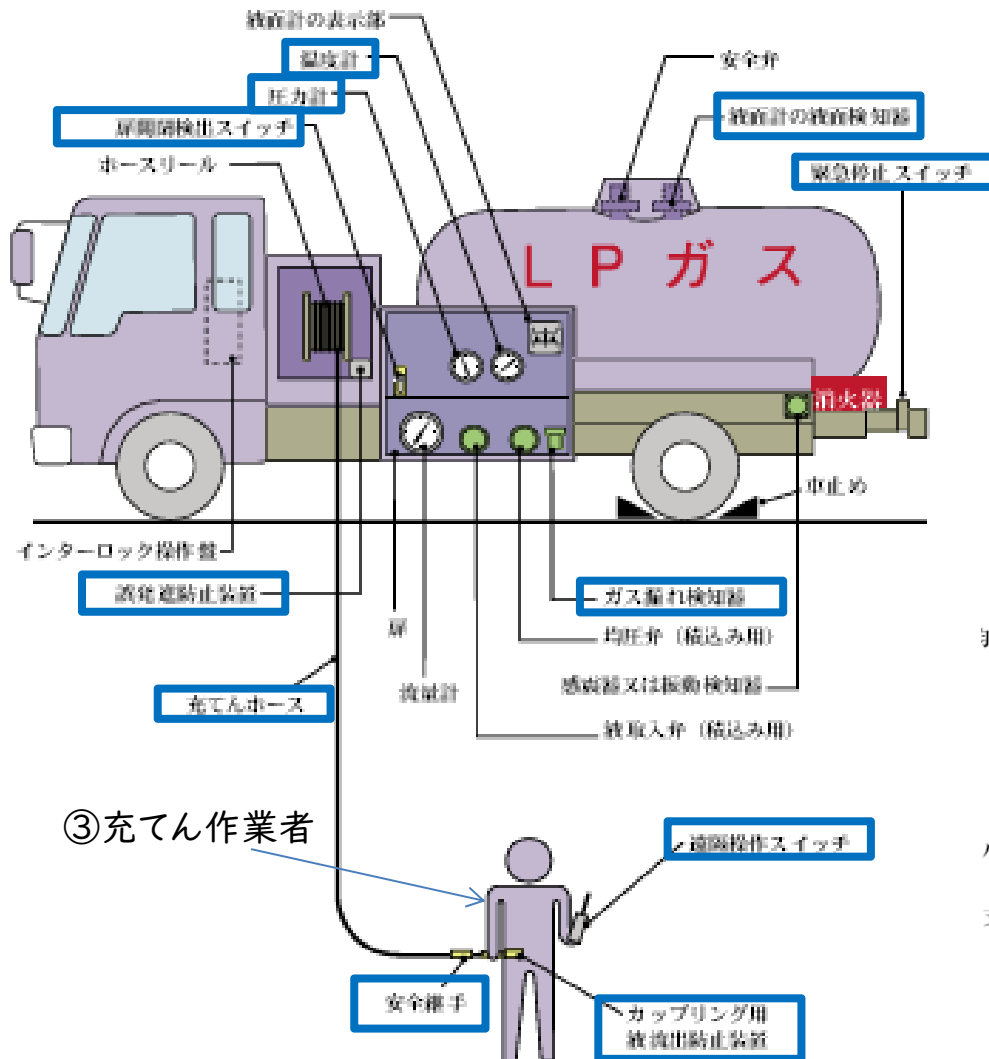 液面計の表示部
温度計
安全弁
圧力計
液面計の液面検知器
扉開閉検出スイッチ
ホースリール
緊急停止スイッチ
LPガス
消火器
車止め
インターロック操作盤
誤発進防止装置
ガス漏れ検知器
扉
均圧弁（積込み用）
流量計
感震器又は振動検知器
充てんホース
液取入弁（積込み用）
③充てん作業者
遠隔操作スイッチ
安全継手
カップリング用
液流出防止装置